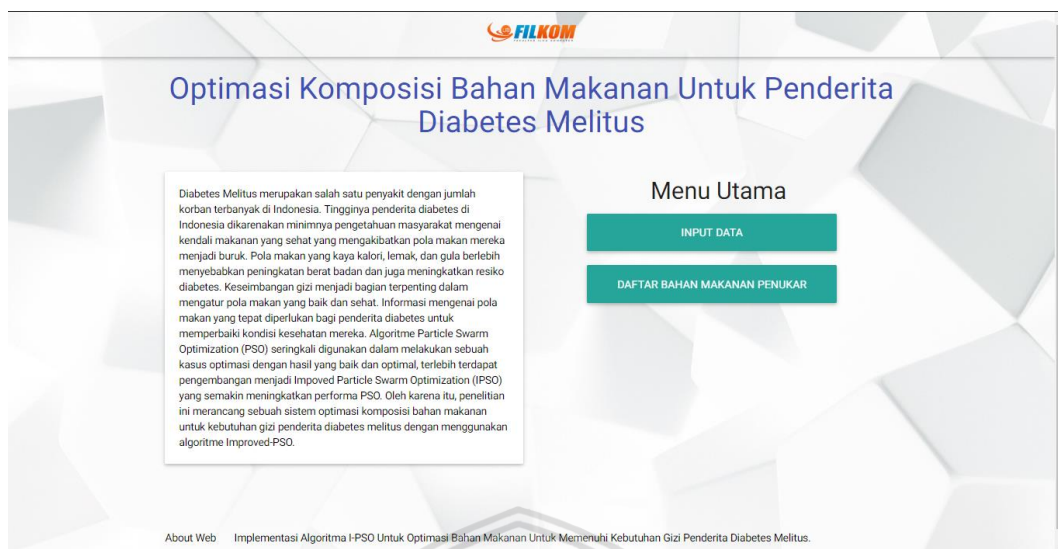 FILKOM
Optimasi Komposisi Bahan Makanan Untuk Penderita
Diabetes Melitus
Diabetes Melitus merupakan salah satu penyakit dengan jumlah
korban terbanyak di Indonesia. Tingginya penderita diabetes di
Indonesia dikarenakan minimnya pengetahuan masyarakat mengenai
kendali makanan yang sehat yang mengakibatkan pola makan mereka
menjadi buruk. Pola makan yang kaya kalori, lemak, dan gula berlebih
menyebabkan peningkatan berat badan dan juga meningkatkan resiko
diabetes. Keseimbangan gizi menjadi bagian terpenting dalam
mengatur pola makan yang baik dan sehat. Informasi mengenai pola
makan yang tepat diperlukan bagi penderita diabetes untuk
memperbaiki kondisi kesehatan mereka. Algoritme Particle Swarm
Optimization (PSO) seringkali digunakan dalam melakukan sebuah
kasus optimasi dengan hasil yang baik dan optimal, terlebih terdapat
pengembangan menjadi Impoved Particle Swarm Optimization (IPSO)
yang semakin meningkatkan performa PSO. Oleh karena itu, penelitian
ini merancang sebuah sistem optimasi komposisi bahan makanan
untuk kebutuhan gizi penderita diabetes melitus dengan menggunakan
algoritme Improved-PSO.
Menu Utama
INPUT DATA
DAFTAR BAHAN MAKANAN PENUKAR
About Web Implementasi Algoritma I-PSO Untuk Optimasi Bahan Makanan Untuk Memenuhi Kebutuhan Gizi Penderita Diabetes Melitus.